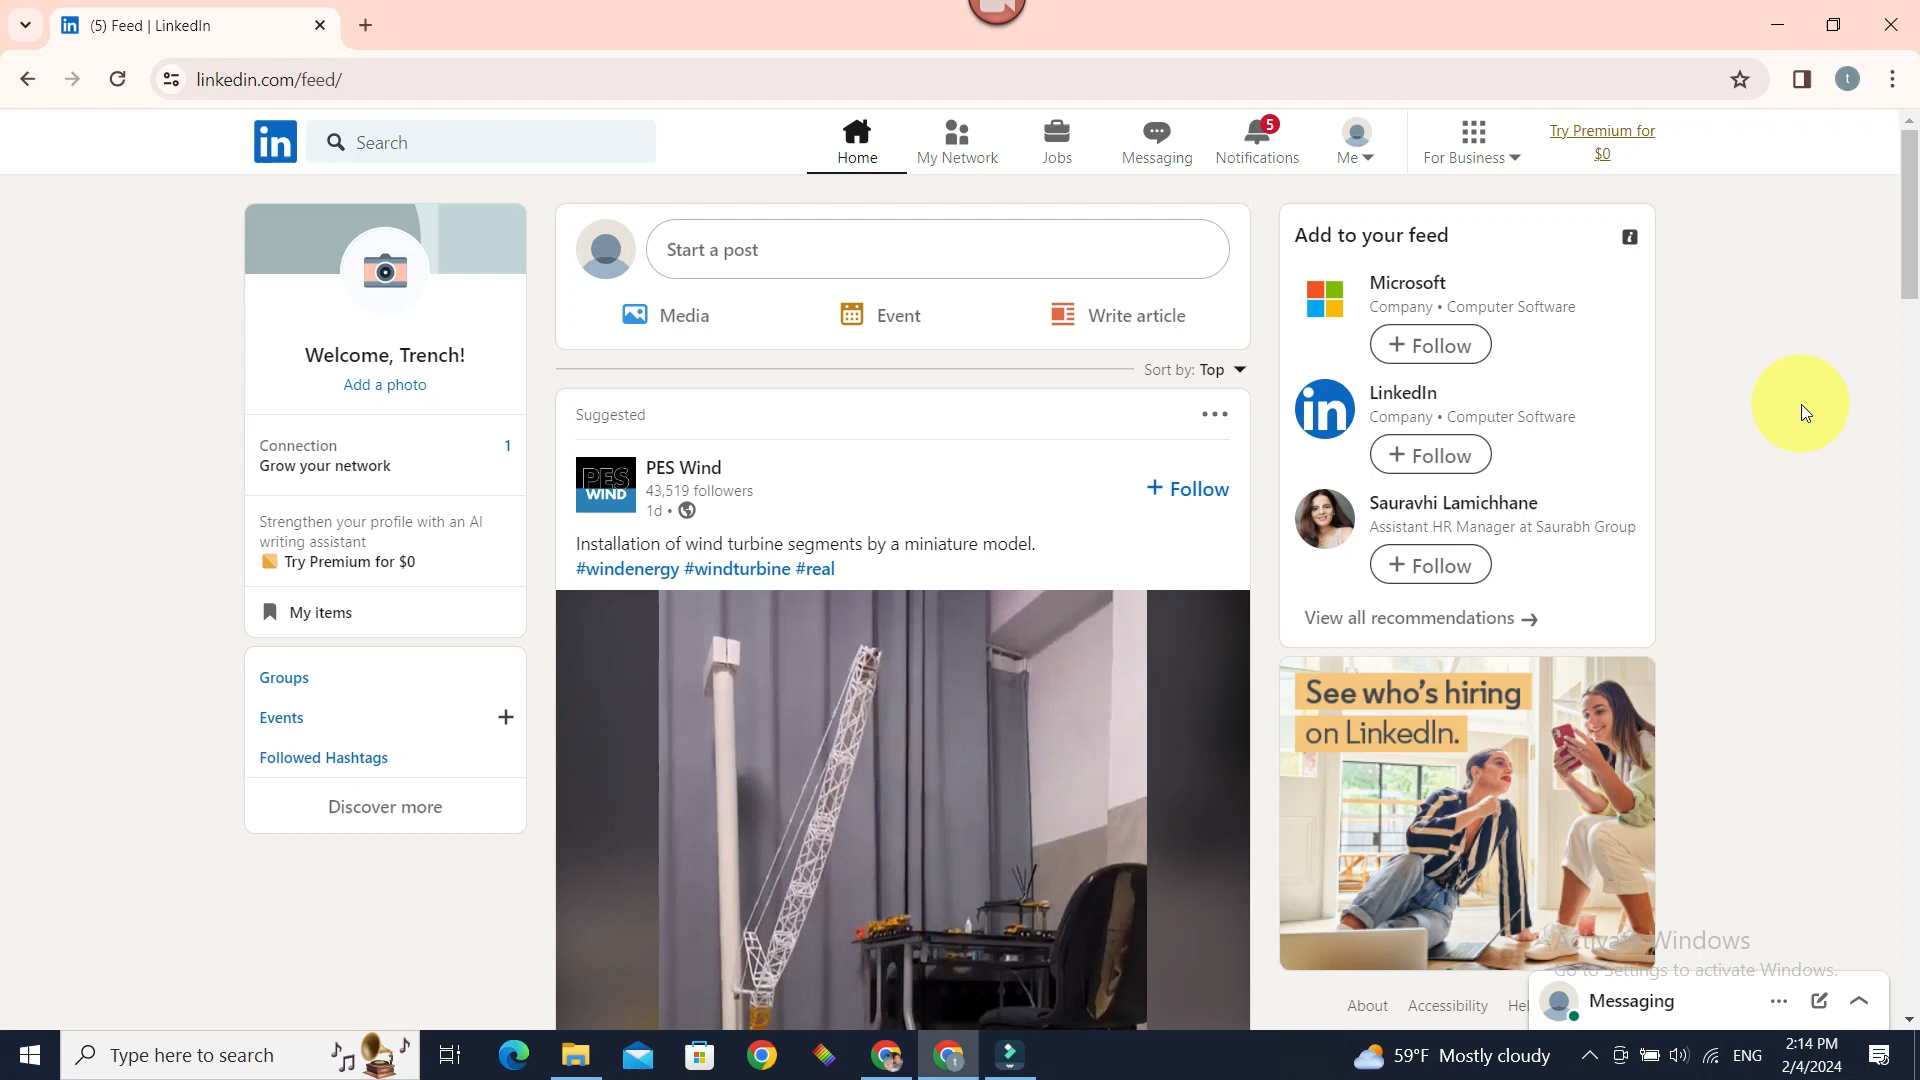 (5) Feed | LinkedIn
linkedin.com/feed/
t
in
Search
Home
My Network
Jobs
Messaging
5
Notifications
Me
For Business
Try Premium for
$0
Welcome, Trench!
Add a photo
Connection 1
Grow your network
Strengthen your profile with an AI
writing assistant
Try Premium for $0
My items
Groups
Events
Followed Hashtags
Discover more
Start a post
Media
Event
Write article
Sort by: Top
Suggested
PES
WIND
PES Wind
43,519 followers
1d •
+ Follow
Installation of wind turbine segments by a miniature model.
#windenergy #windturbine #real
Add to your feed
Microsoft
Company • Computer Software
+ Follow
in
LinkedIn
Company • Computer Software
+ Follow
Sauravhi Lamichhane
Assistant HR Manager at Saurabh Group
+ Follow
View all recommendations →
See who's hiring
on LinkedIn.
Activate Windows
Go to Settings to activate Windows.
About Accessibility Hel
Messaging
Type here to search
59°F Mostly cloudy
ENG
2:14 PM
2/4/2024